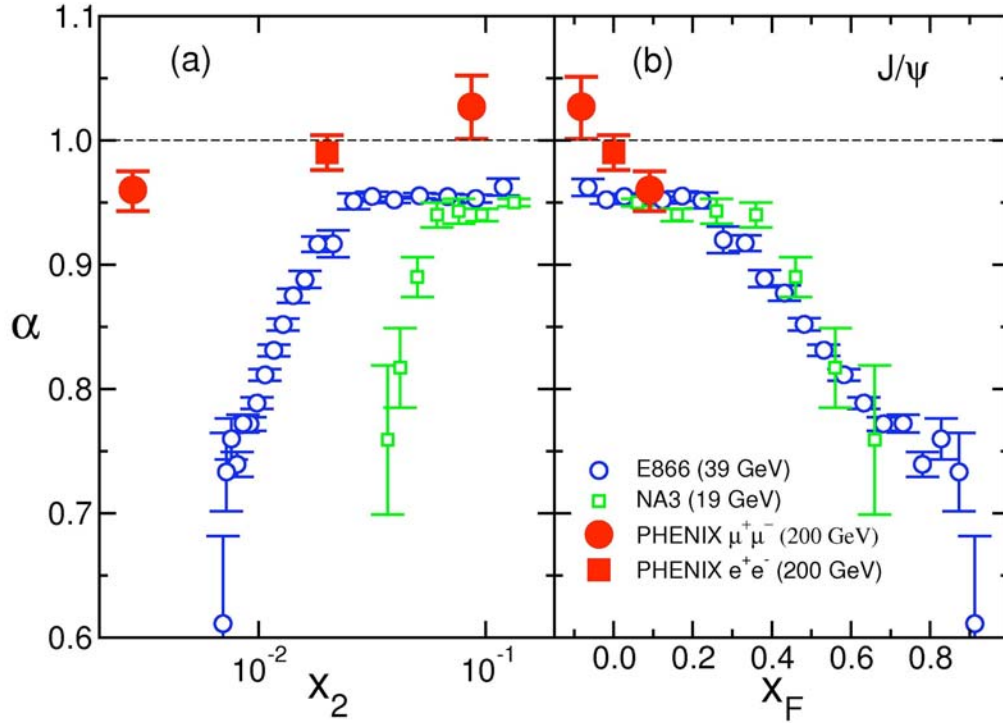 1.1
(a)
(b)
J/ψ
1.0
0.9
α
0.8
E866 (39 GeV)
NA3 (19 GeV)
0.7
PHENIX μ⁺μ⁻ (200 GeV)
PHENIX e⁺e⁻ (200 GeV)
0.6
10⁻² 10⁻¹ 0.0 0.2 0.4 0.6 0.8
x₂ x_F